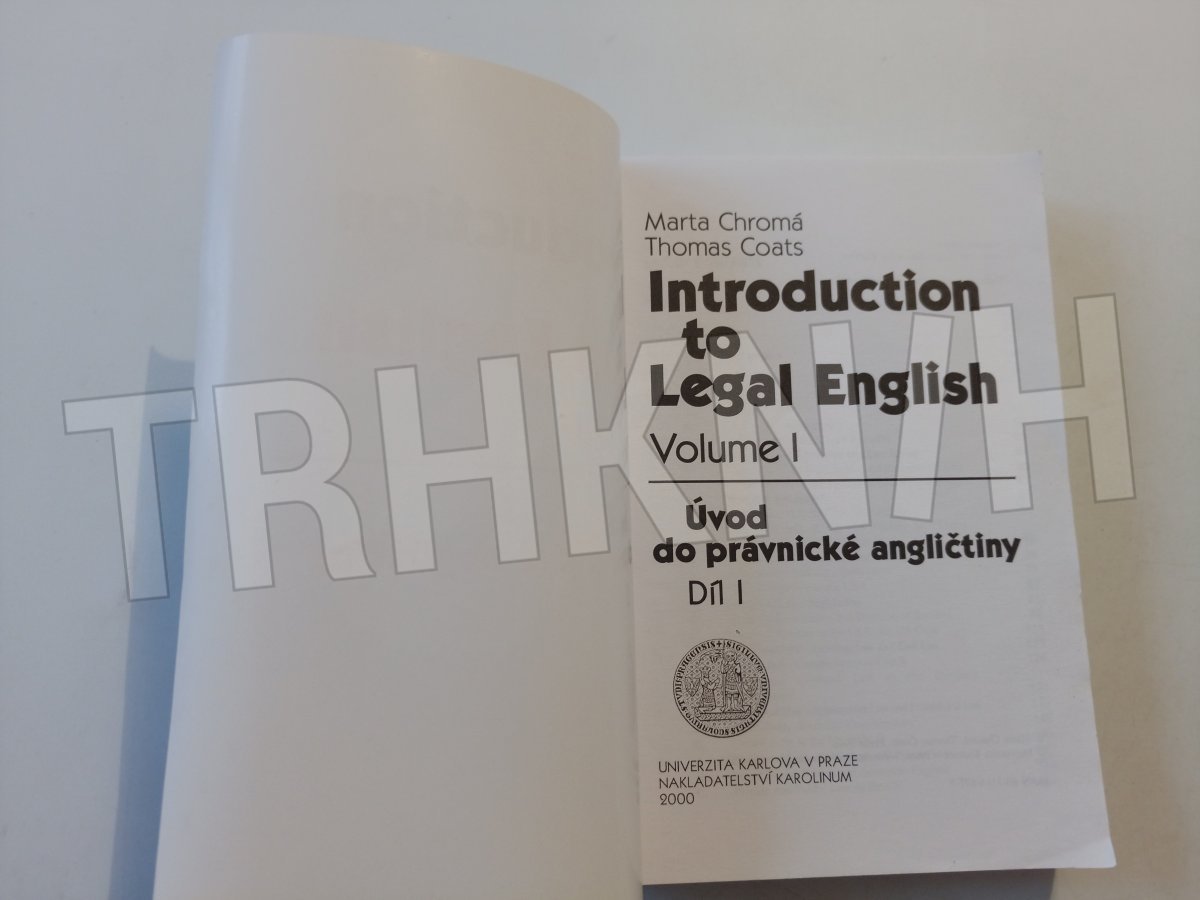 Marta Chromá
Thomas Coats
Introduction
to
Legal English
Volume I
Úvod
do právnické angličtiny
Díl I
UNIVERZITA KARLOVA V PRAZE
NAKLADATELSTVÍ KAROLINUM
2000
TRHKNIH